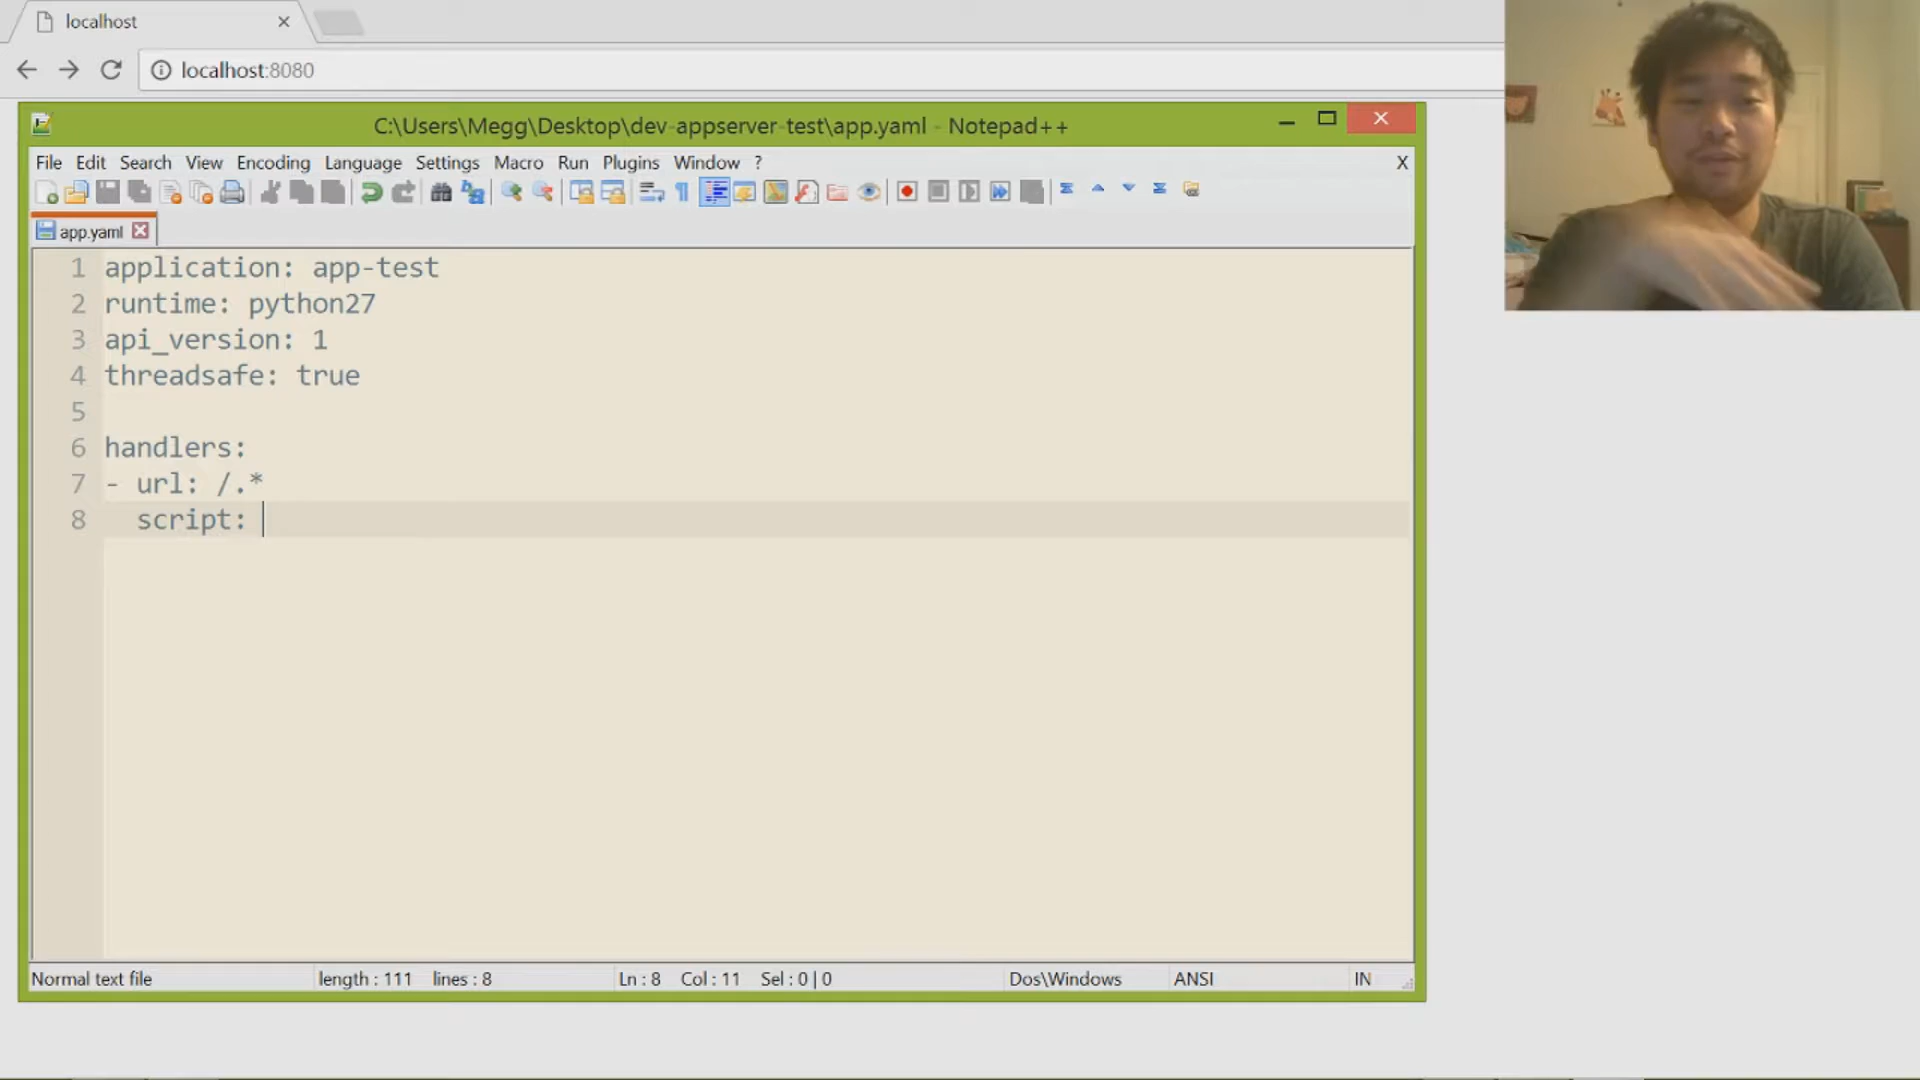 localhost
localhost:8080
C:\Users\Megg\Desktop\dev-appserver-test\app.yaml - Notepad++
File Edit Search View Encoding Language Settings Macro Run Plugins Window ? X
app.yaml
1 application: app-test
2 runtime: python27
3 api_version: 1
4 threadsafe: true
5
6 handlers:
7 - url: /.*
8 script:
Normal text file length : 111 lines : 8 Ln : 8 Col : 11 Sel : 0 | 0 Dos\Windows ANSI IN